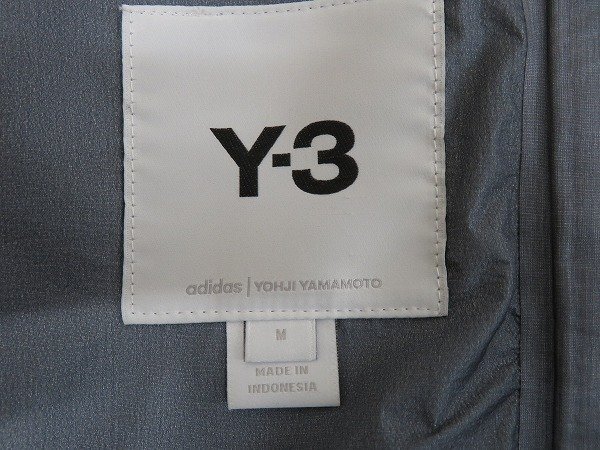 Y-3
adidas | YOHJI YAMAMOTO
M
MADE IN
INDONESIA